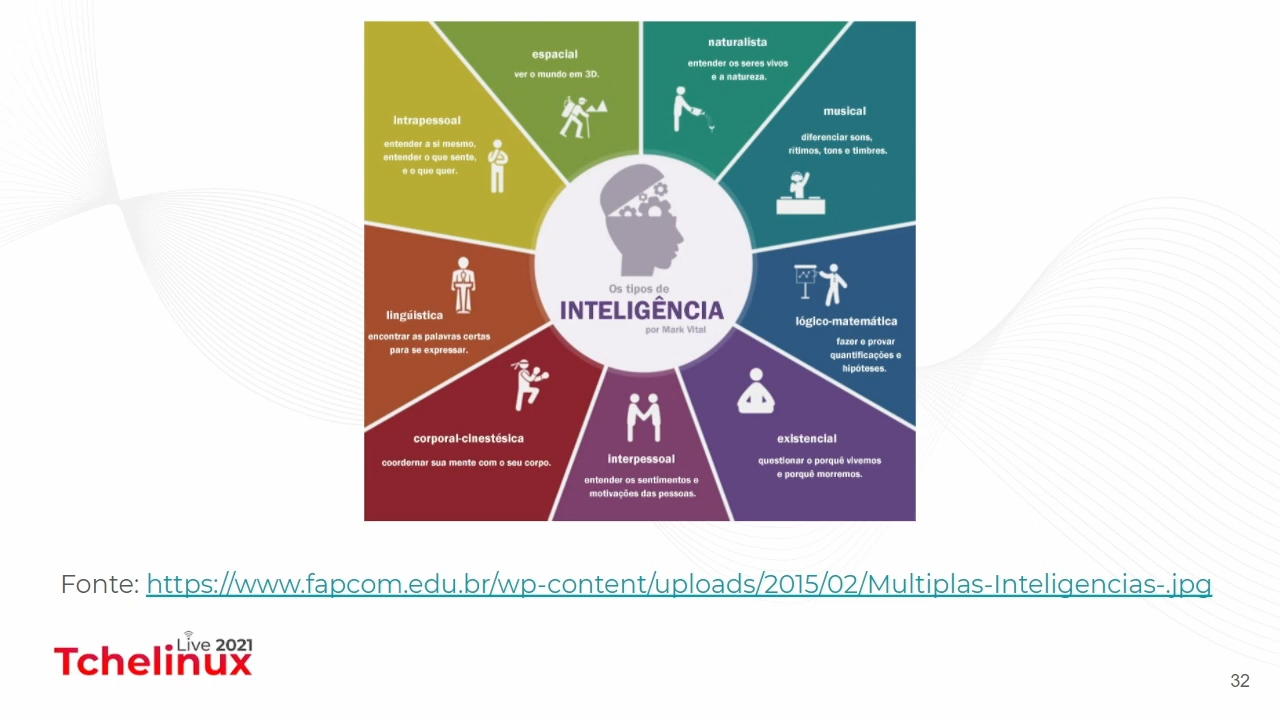 espacial
ver o mundo em 3D.
naturalista
entender os seres vivos
e a natureza.
musical
diferenciar sons,
rítimos, tons e timbres.
Intrapessoal
entender a si mesmo,
entender o que sente,
e o que quer.
Os tipos de
INTELIGÊNCIA
por Mark Vital
lingüistica
encontrar as palavras certas
para se expressar.
lógico-matemática
fazer e provar
quantificações e
hipóteses.
corporal-cinestésica
coordernar sua mente com o seu corpo.
interpessoal
entender os sentimentos e
motivações das pessoas.
existencial
questionar o porquê vivemos
e porquê morremos.
Fonte: https://www.fapcom.edu.br/wp-content/uploads/2015/02/Multiplas-Inteligencias-.jpg
Live 2021
Tchelinux
32